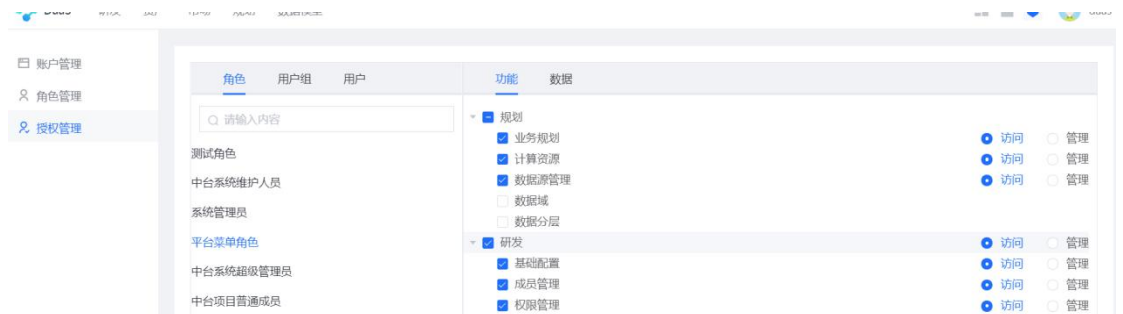 账户管理
角色管理
授权管理
角色 用户组 用户
请输入内容
测试角色
中台系统维护人员
系统管理员
平台菜单角色
中台系统超级管理员
中台项目普通成员
功能 数据
规划
业务规划 访问 管理
计算资源 访问 管理
数据源管理 访问 管理
数据域
数据分层
研发 访问 管理
基础配置 访问 管理
成员管理 访问 管理
权限管理 访问 管理